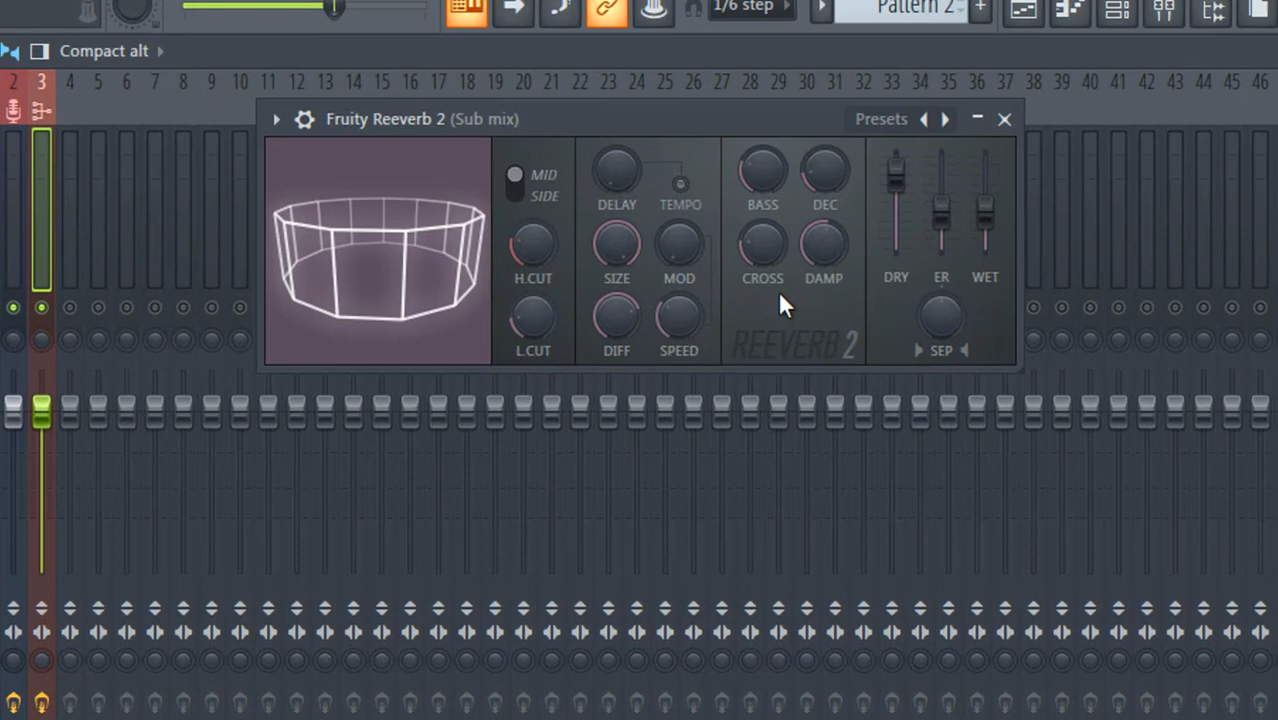 1/6 step
Pattern 2
Compact alt
2 3 4 5 6 7 8 9 10 11 12 13 14 15 16 17 18 19 20 21 22 23 24 25 26 27 28 29 30 31 32 33 34 35 36 37 38 39 40 41 42 43 44 45 46
Fruity Reeverb 2 (Sub mix) Presets
MID
SIDE
DELAY TEMPO BASS DEC
H.CUT SIZE MOD CROSS DAMP DRY ER WET
L.CUT DIFF SPEED REEVERB 2 SEP